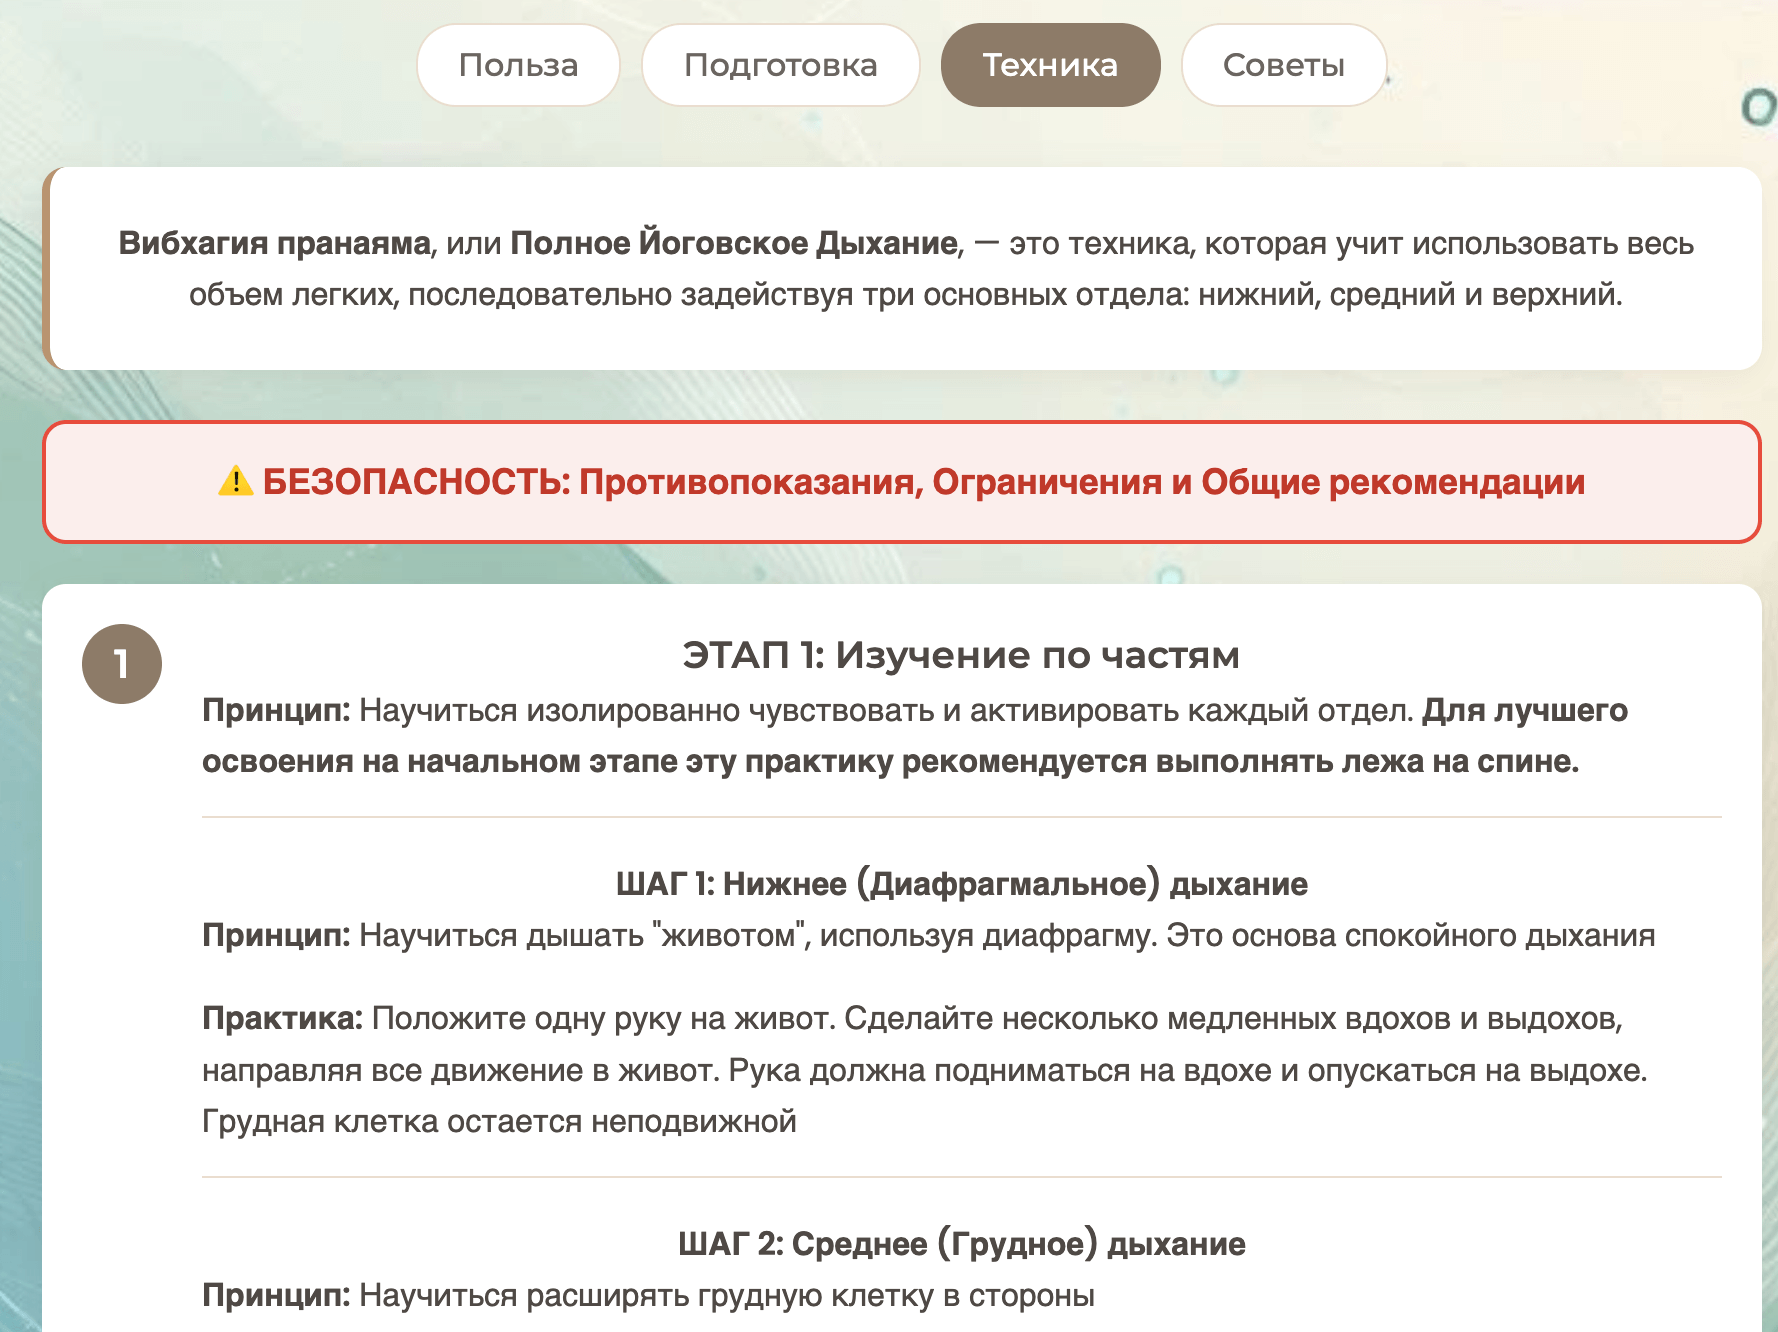 Польза Подготовка Техника Советы
Вибхагия пранаяма, или Полное Йоговское Дыхание, — это техника, которая учит использовать весь
объем легких, последовательно задействуя три основных отдела: нижний, средний и верхний.
⚠️ БЕЗОПАСНОСТЬ: Противопоказания, Ограничения и Общие рекомендации
1
ЭТАП 1: Изучение по частям
Принцип: Научиться изолированно чувствовать и активировать каждый отдел. Для лучшего
освоения на начальном этапе эту практику рекомендуется выполнять лежа на спине.
ШАГ 1: Нижнее (Диафрагмальное) дыхание
Принцип: Научиться дышать "животом", используя диафрагму. Это основа спокойного дыхания
Практика: Положите одну руку на живот. Сделайте несколько медленных вдохов и выдохов,
направляя все движение в живот. Рука должна подниматься на вдохе и опускаться на выдохе.
Грудная клетка остается неподвижной
ШАГ 2: Среднее (Грудное) дыхание
Принцип: Научиться расширять грудную клетку в стороны